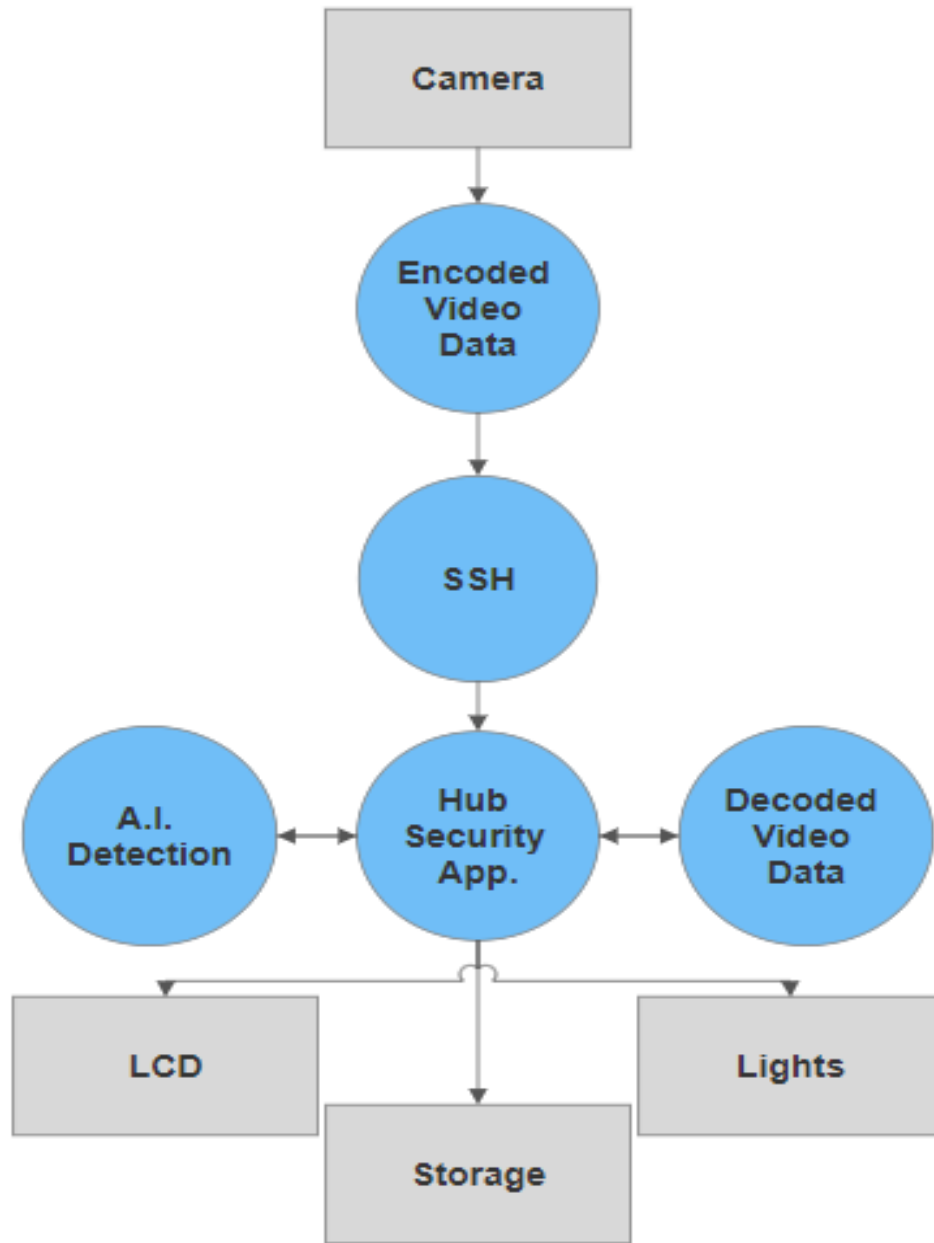 Camera
Encoded
Video
Data
SSH
A.I.
Detection
Hub
Security
App.
Decoded
Video
Data
LCD
Lights
Storage